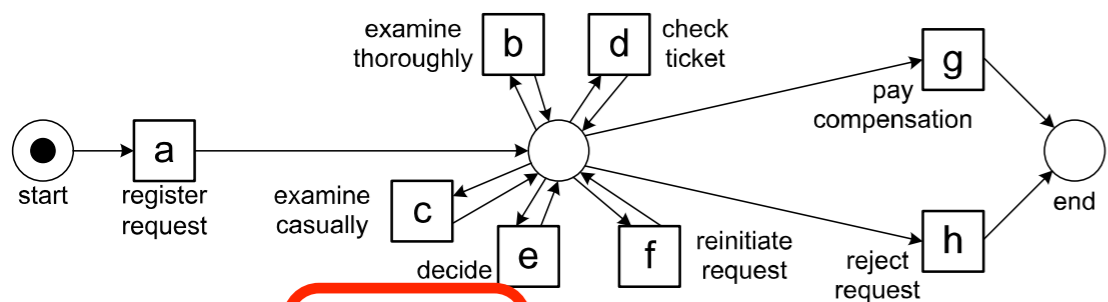 examine
thoroughly
b
d
check
ticket
g
pay
compensation
start
a
register
request
examine
casually
c
decide
e
f
reinitiate
request
reject
request
h
end